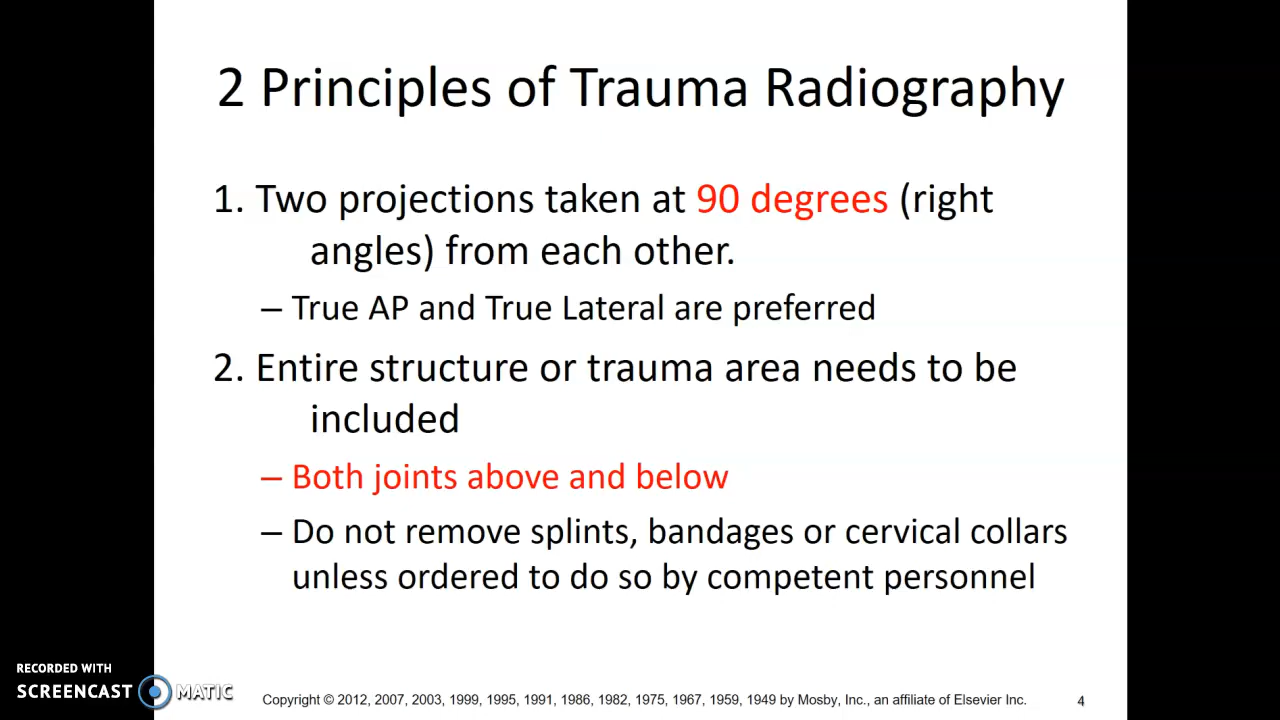 2 Principles of Trauma Radiography
1. Two projections taken at 90 degrees (right
angles) from each other.
– True AP and True Lateral are preferred
2. Entire structure or trauma area needs to be
included
– Both joints above and below
– Do not remove splints, bandages or cervical collars
unless ordered to do so by competent personnel
RECORDED WITH
SCREENCAST MATIC
Copyright © 2012, 2007, 2003, 1999, 1995, 1991, 1986, 1982, 1975, 1967, 1959, 1949 by Mosby, Inc., an affiliate of Elsevier Inc.
4